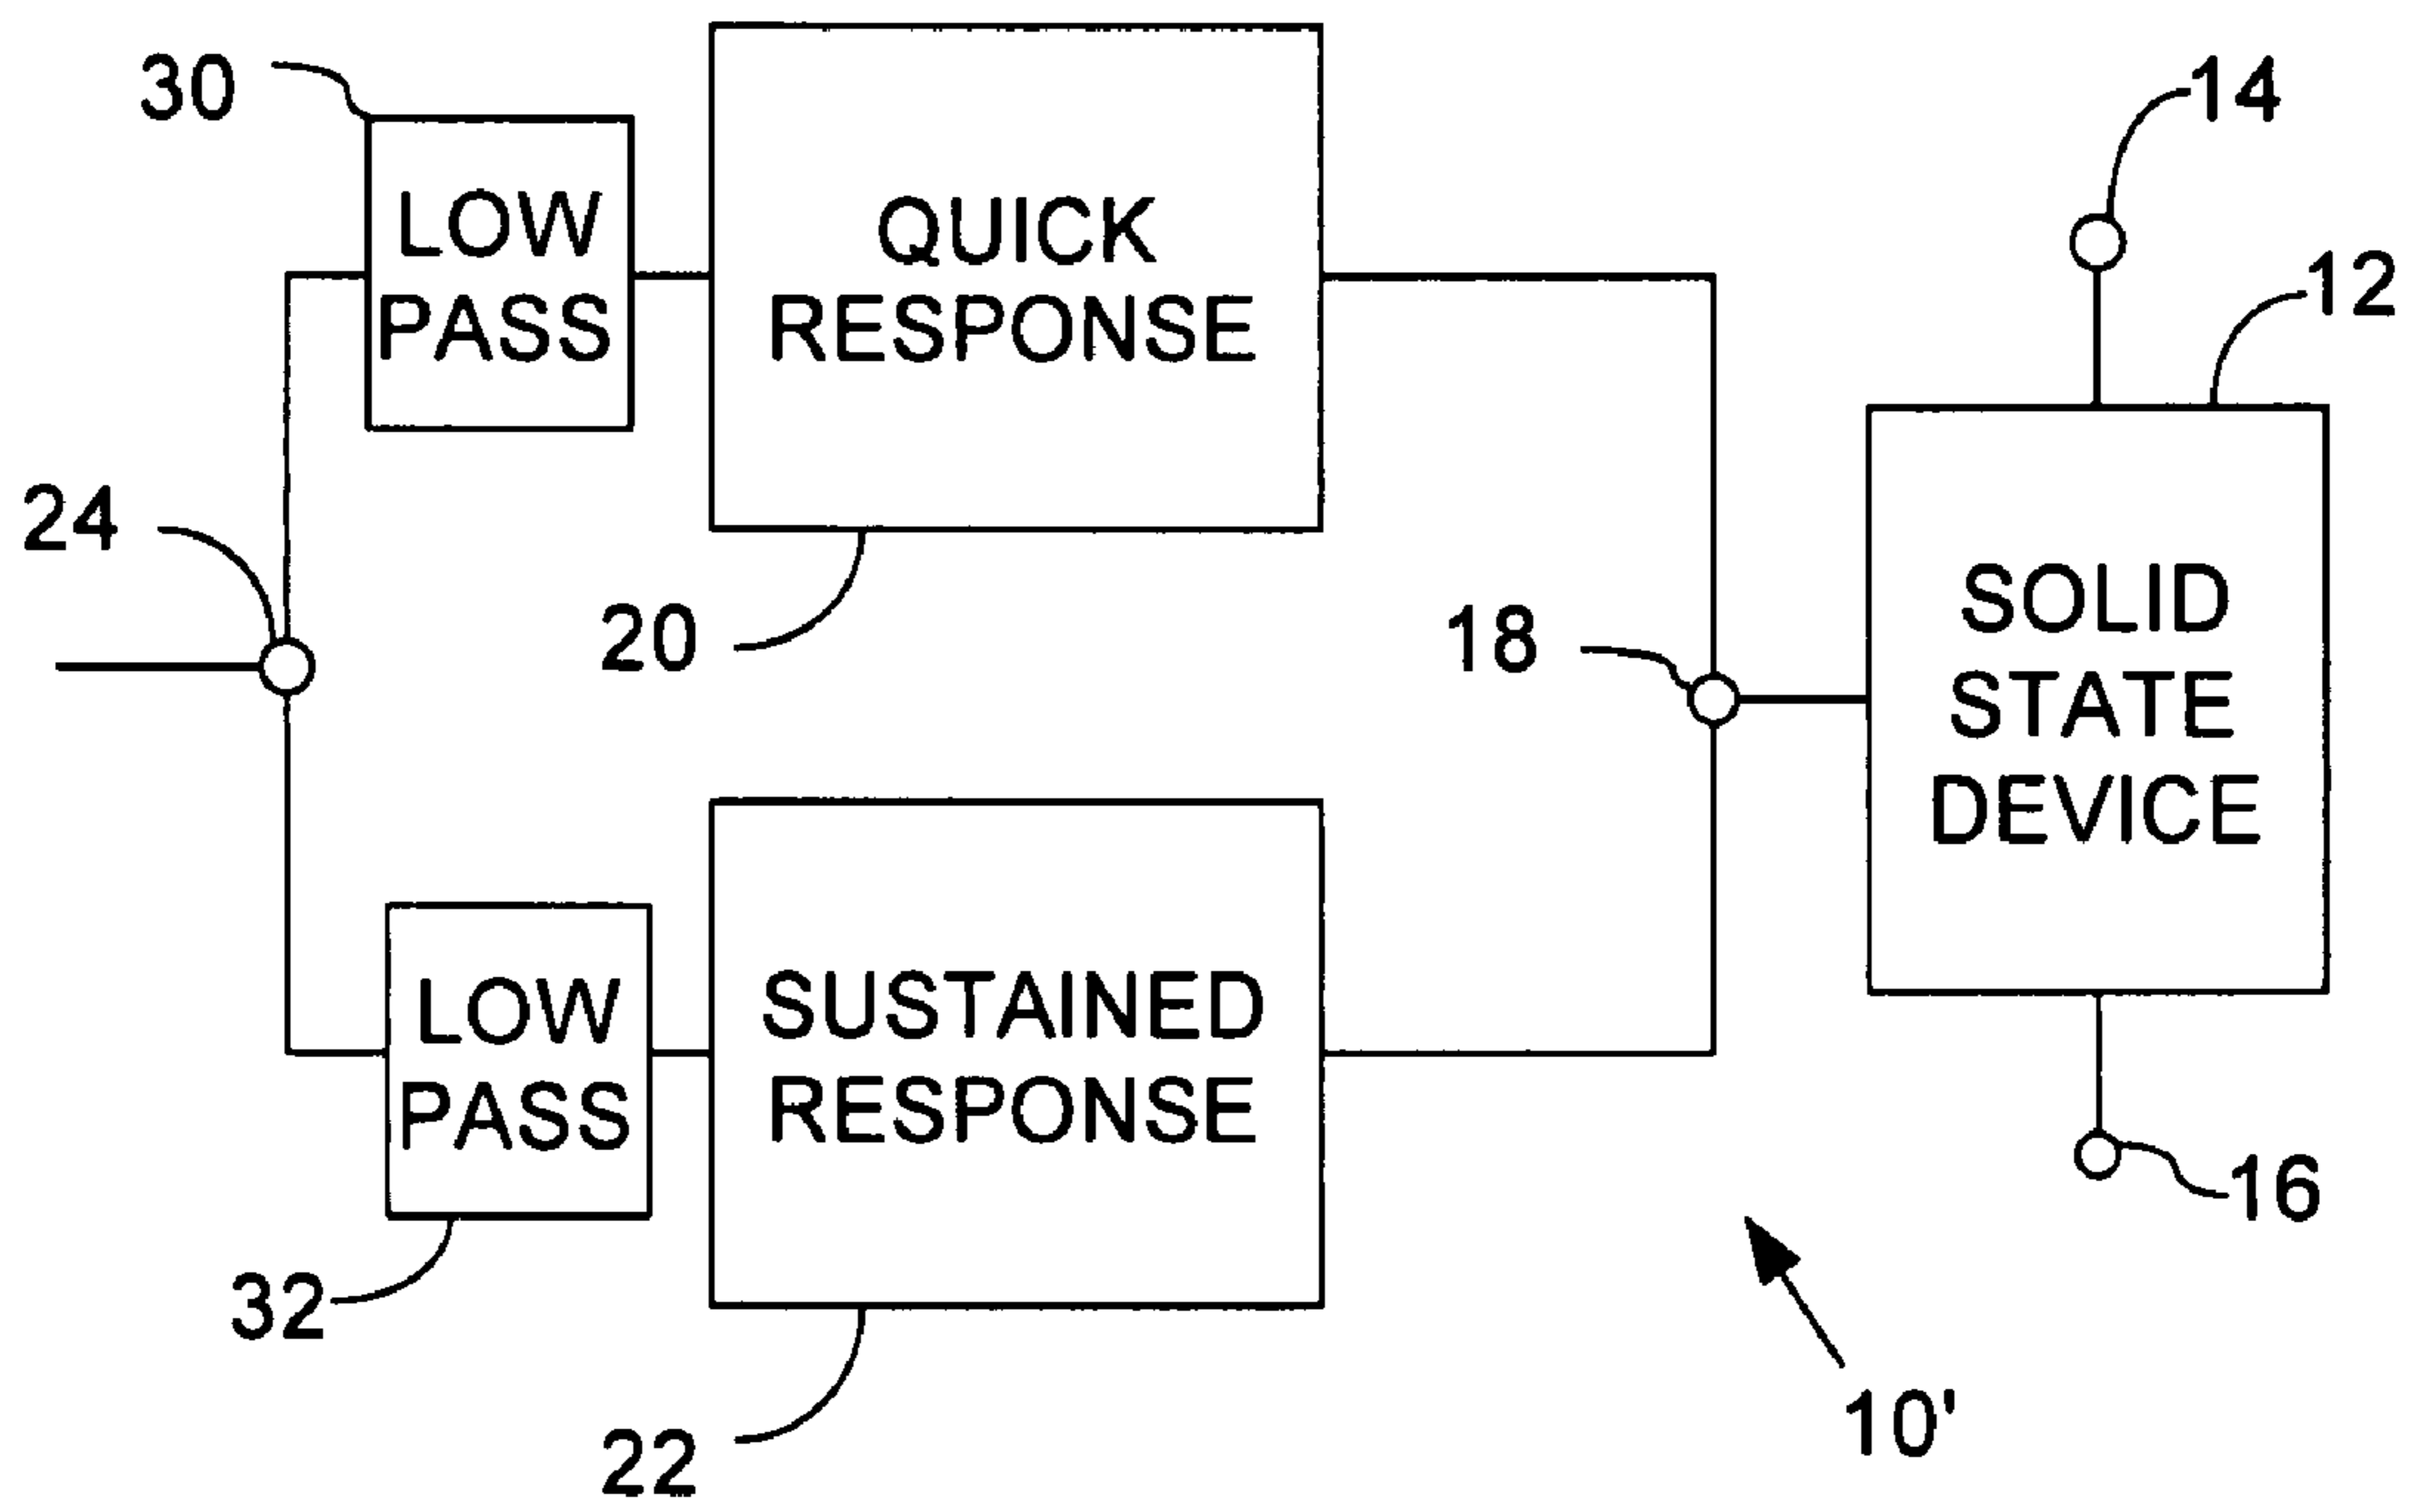 30
LOW
PASS
QUICK
RESPONSE
14
12
24
20
18
SOLID
STATE
DEVICE
LOW
PASS
SUSTAINED
RESPONSE
16
32
22
10'